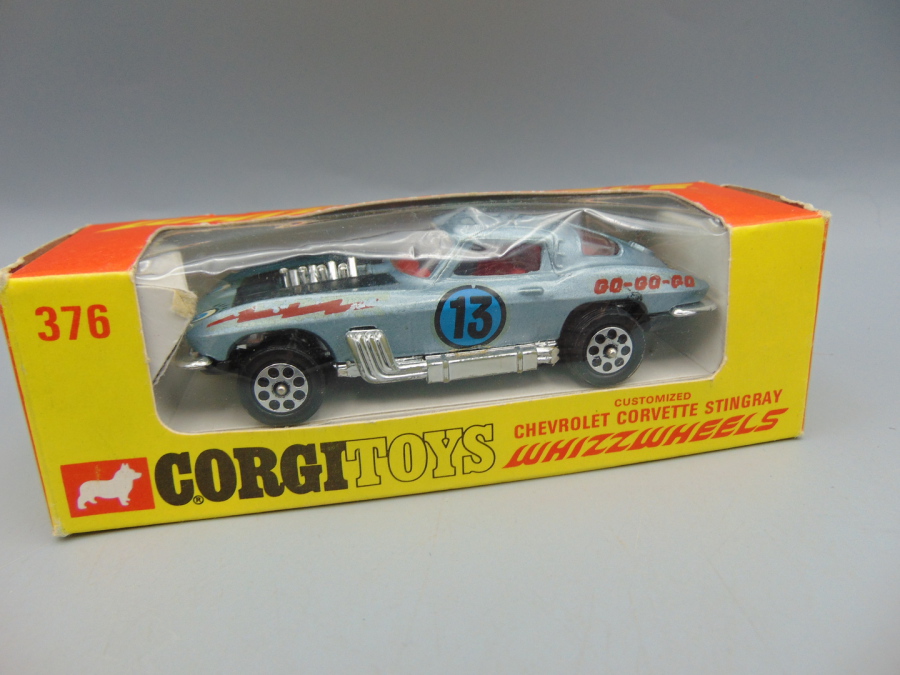 376
13
GO-GO-GO
CORGI TOYS
®
CUSTOMIZED
CHEVROLET CORVETTE STINGRAY
WHIZZWHEELS